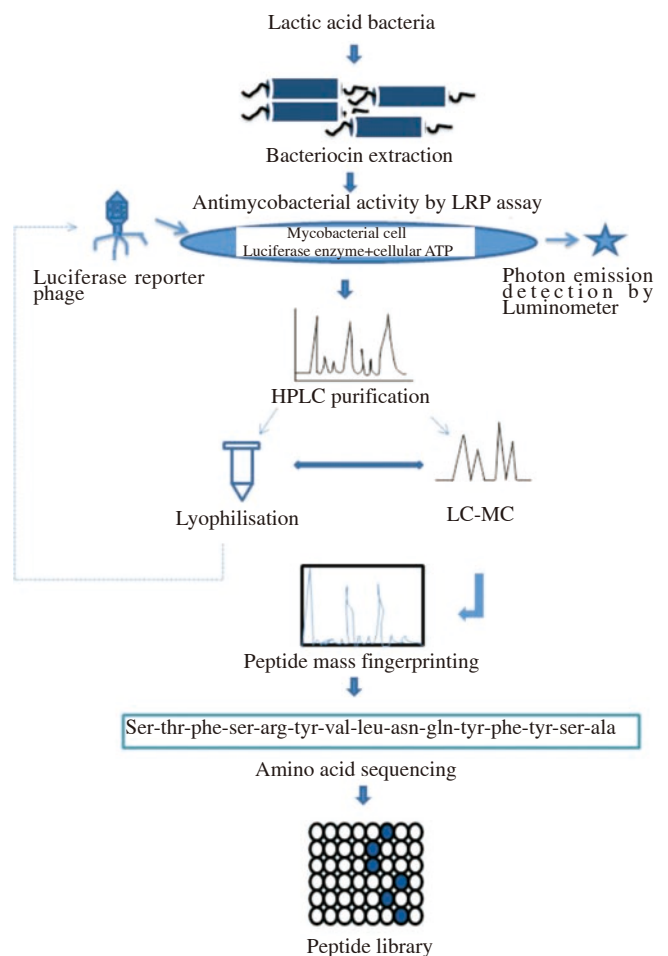 Lactic acid bacteria
Bacteriocin extraction
Antimycobacterial activity by LRP assay
Mycobacterial cell
Luciferase enzyme+cellular ATP
Luciferase reporter
phage
Photon emission
detection by
Luminometer
HPLC purification
Lyophilisation
LC-MC
Peptide mass fingerprinting
Ser-thr-phe-ser-arg-tyr-val-leu-asn-gln-tyr-phe-tyr-ser-ala
Amino acid sequencing
Peptide library